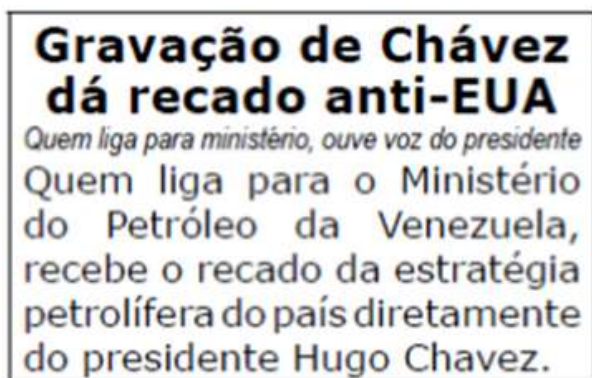 Gravação de Chávez
dá recado anti-EUA
Quem liga para ministério, ouve voz do presidente
Quem liga para o Ministério
do Petróleo da Venezuela,
recebe o recado da estratégia
petrolífera do país diretamente
do presidente Hugo Chavez.